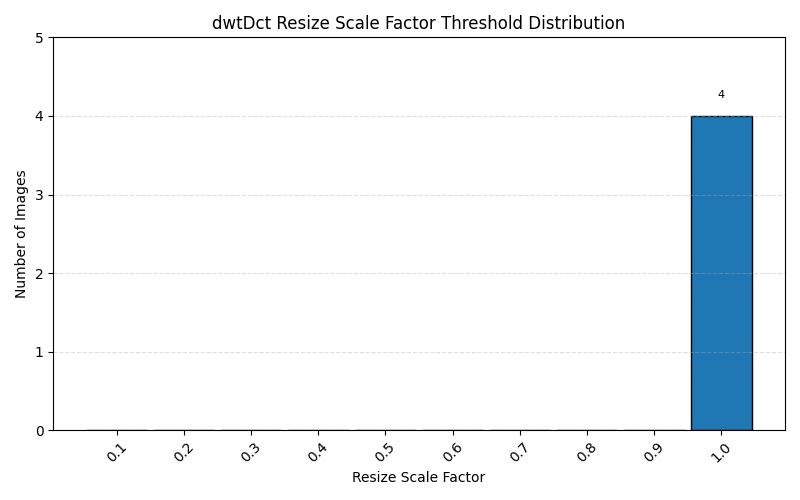 dwtDct Resize Scale Factor Threshold Distribution
5
4
3
2
1
0
Number of Images
4
0.1 0.2 0.3 0.4 0.5 0.6 0.7 0.8 0.9 1.0
Resize Scale Factor